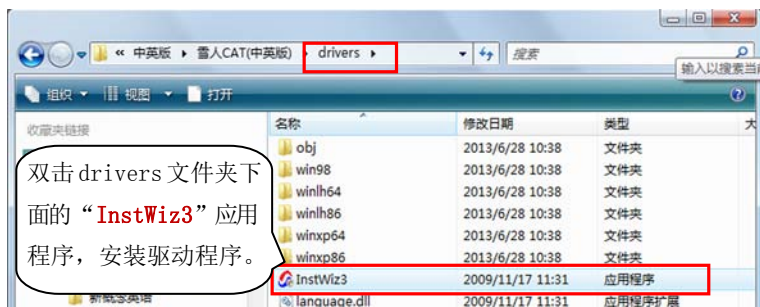 « 中英版 ▸ 雪人CAT(中英版) ▸ drivers ▸
搜索
输入以搜索当前
组织 视图 打开
收藏夹链接
名称 修改日期 类型 大
obj 2013/6/28 10:38 文件夹
win98 2013/6/28 10:38 文件夹
winlh64 2013/6/28 10:38 文件夹
winlh86 2013/6/28 10:38 文件夹
winxp64 2013/6/28 10:38 文件夹
winxp86 2013/6/28 10:38 文件夹
InstWiz3 2009/11/17 11:31 应用程序
language.dll 2009/11/17 11:31 应用程序扩展
双击drivers文件夹下
面的“InstWiz3”应用
程序，安装驱动程序。
新概念英语